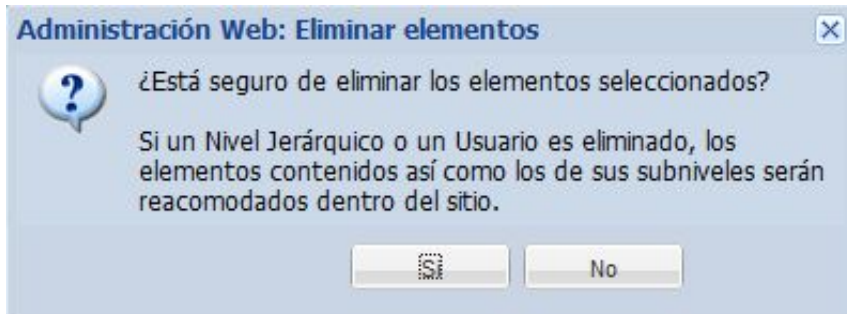 Administración Web: Eliminar elementos
¿Está seguro de eliminar los elementos seleccionados?
Si un Nivel Jerárquico o un Usuario es eliminado, los
elementos contenidos así como los de sus subniveles serán
reacomodados dentro del sitio.
Sí No